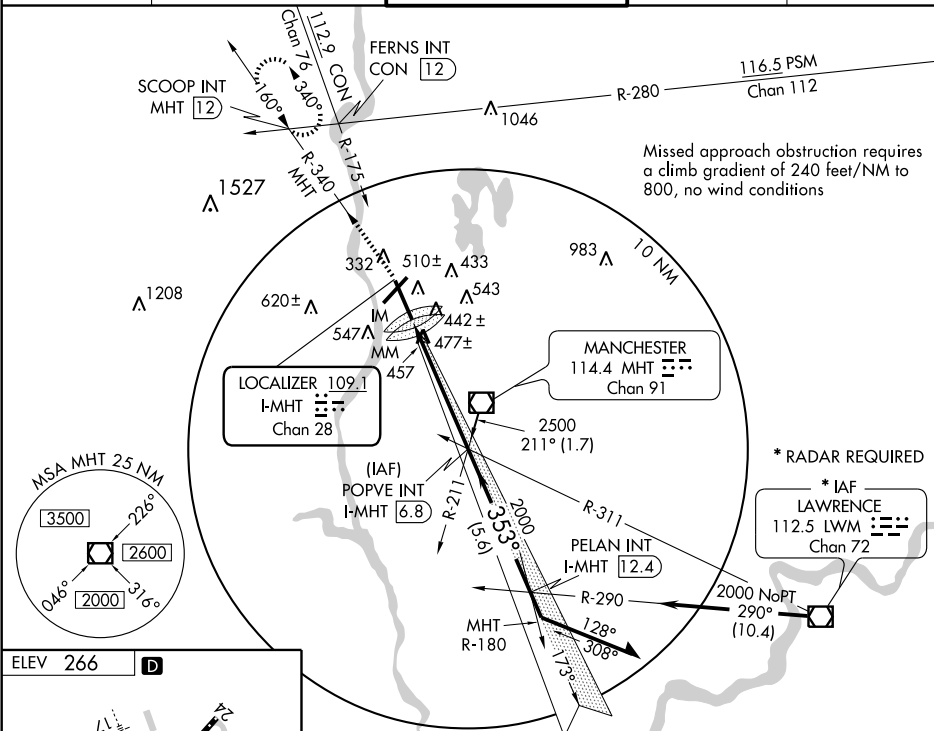 112.9 CON
Chan 76
FERNS INT
CON 12
SCOOP INT
MHT 12
160°
340°
R-280
116.5 PSM
Chan 112
1046
R-175
R-340
MHT
Missed approach obstruction requires
a climb gradient of 240 feet/NM to
800, no wind conditions
1527
10 NM
983
332
510±
433
1208
620±
543
IM
442±
547
477±
MM
457
LOCALIZER 109.1
I-MHT
Chan 28
MANCHESTER
114.4 MHT
Chan 91
2500
211° (1.7)
(IAF)
POPVE INT
I-MHT 6.8
R-211
R-311
* RADAR REQUIRED
* IAF
LAWRENCE
112.5 LWM
Chan 72
MSA MHT 25 NM
3500
226°
2600
046°
2000
316°
353°
(5.6)
2000
PELAN INT
I-MHT 12.4
R-290
2000 NoPT
290°
(10.4)
MHT
R-180
128°
308°
173°
ELEV 266
D
17
24